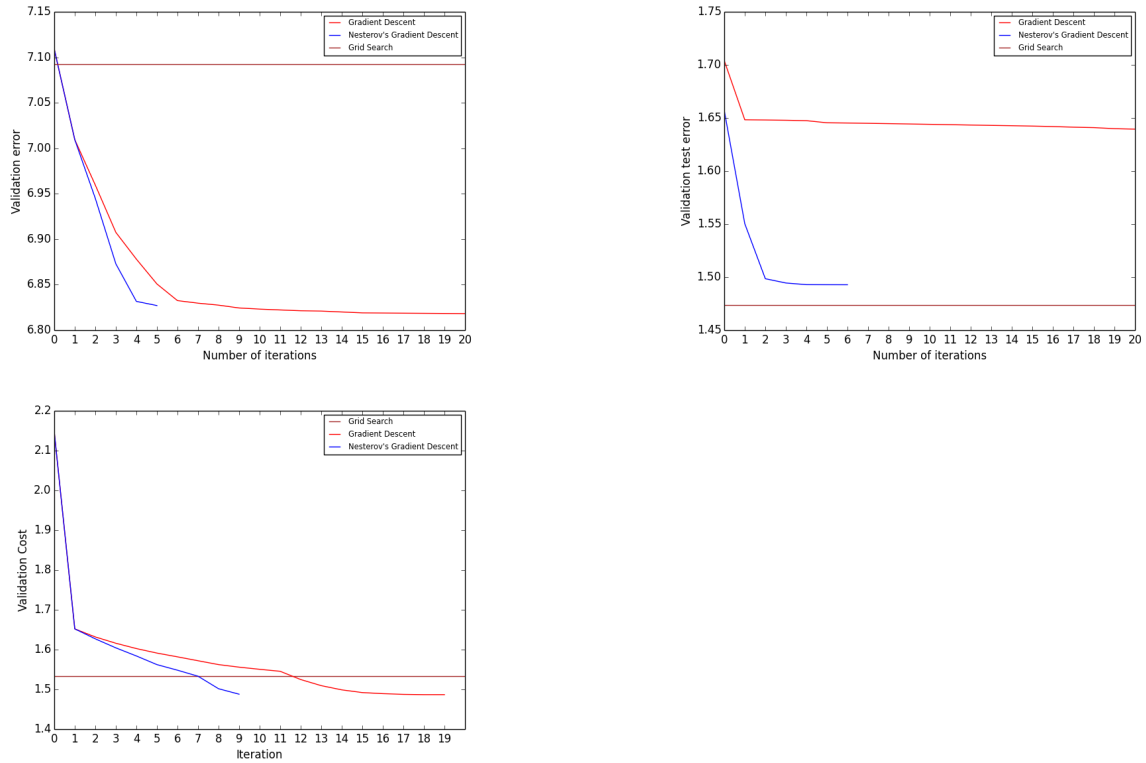 7.15
7.10
7.05
7.00
6.95
6.90
6.85
6.80
Validation error
Gradient Descent
Nesterov's Gradient Descent
Grid Search
0 1 2 3 4 5 6 7 8 9 10 11 12 13 14 15 16 17 18 19 20
Number of iterations
1.75
1.70
1.65
1.60
1.55
1.50
1.45
Validation test error
Gradient Descent
Nesterov's Gradient Descent
Grid Search
0 1 2 3 4 5 6 7 8 9 10 11 12 13 14 15 16 17 18 19 20
Number of iterations
2.2
2.1
2.0
1.9
1.8
1.7
1.6
1.5
1.4
Validation Cost
Grid Search
Gradient Descent
Nesterov's Gradient Descent
0 1 2 3 4 5 6 7 8 9 10 11 12 13 14 15 16 17 18 19
Iteration